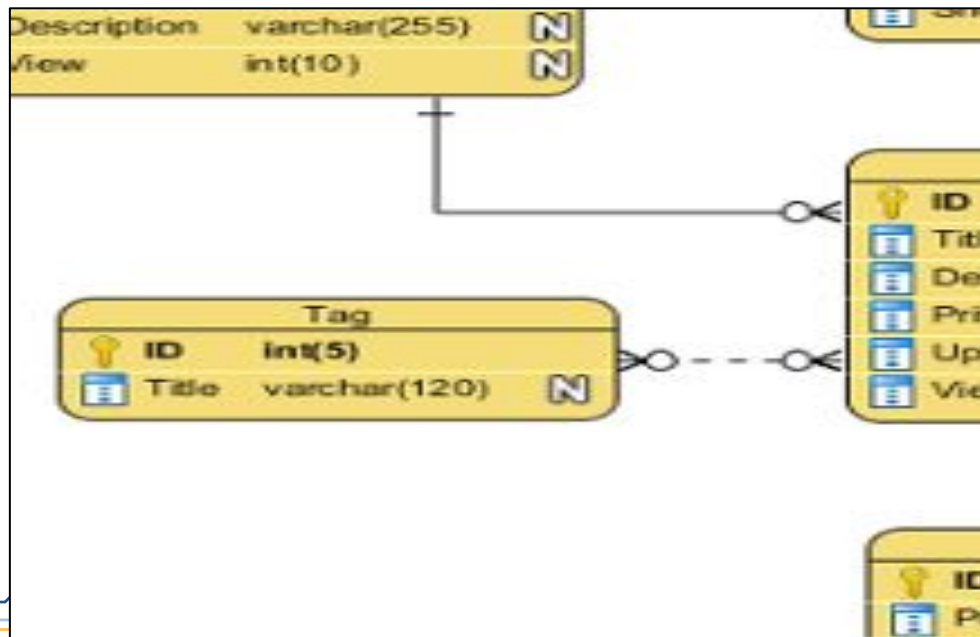 Description varchar(255) N
View int(10) N
ID
Tag
ID int(5)
Title varchar(120) N